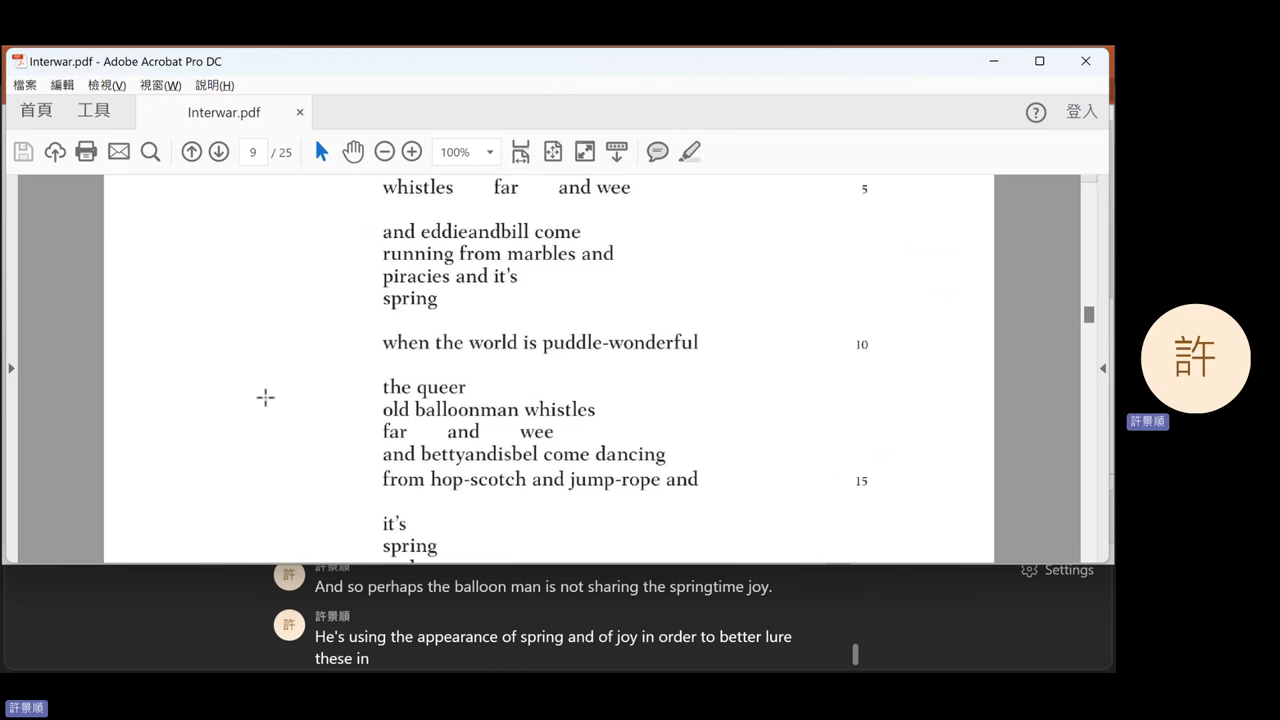 Interwar.pdf - Adobe Acrobat Pro DC
檔案 編輯 檢視(V) 視窗(W) 說明(H)
首頁 工具 Interwar.pdf × 登入
9 / 25 100%
whistles far and wee 5
and eddieandbill come
running from marbles and
piracies and it's
spring
when the world is puddle-wonderful 10
the queer
old balloonman whistles
far and wee
and bettyandisbel come dancing
from hop-scotch and jump-rope and 15
it's
spring
許
許景順
許 許景順
And so perhaps the balloon man is not sharing the springtime joy.
Settings
許 許景順
He's using the appearance of spring and of joy in order to better lure
these in
許景順